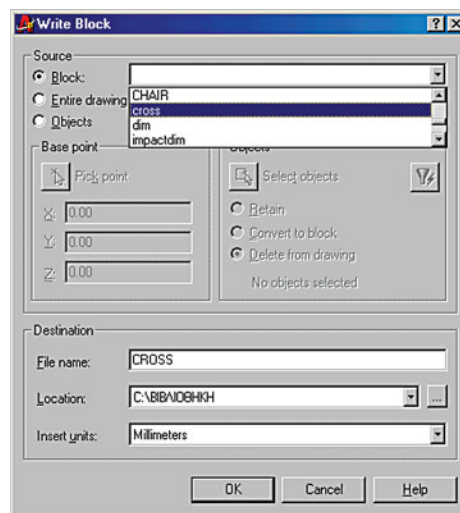 Write Block
Source
Block:
Entire drawing
Objects
CHAIR
cross
dim
impactdim
Base point
Pick point
X: 0.00
Y: 0.00
Z: 0.00
Objects
Select objects
Retain
Convert to block
Delete from drawing
No objects selected
Destination
File name: CROSS
Location: C:\ΒΙΒΛΙΟΘΗΚΗ ...
Insert units: Millimeters
OK Cancel Help